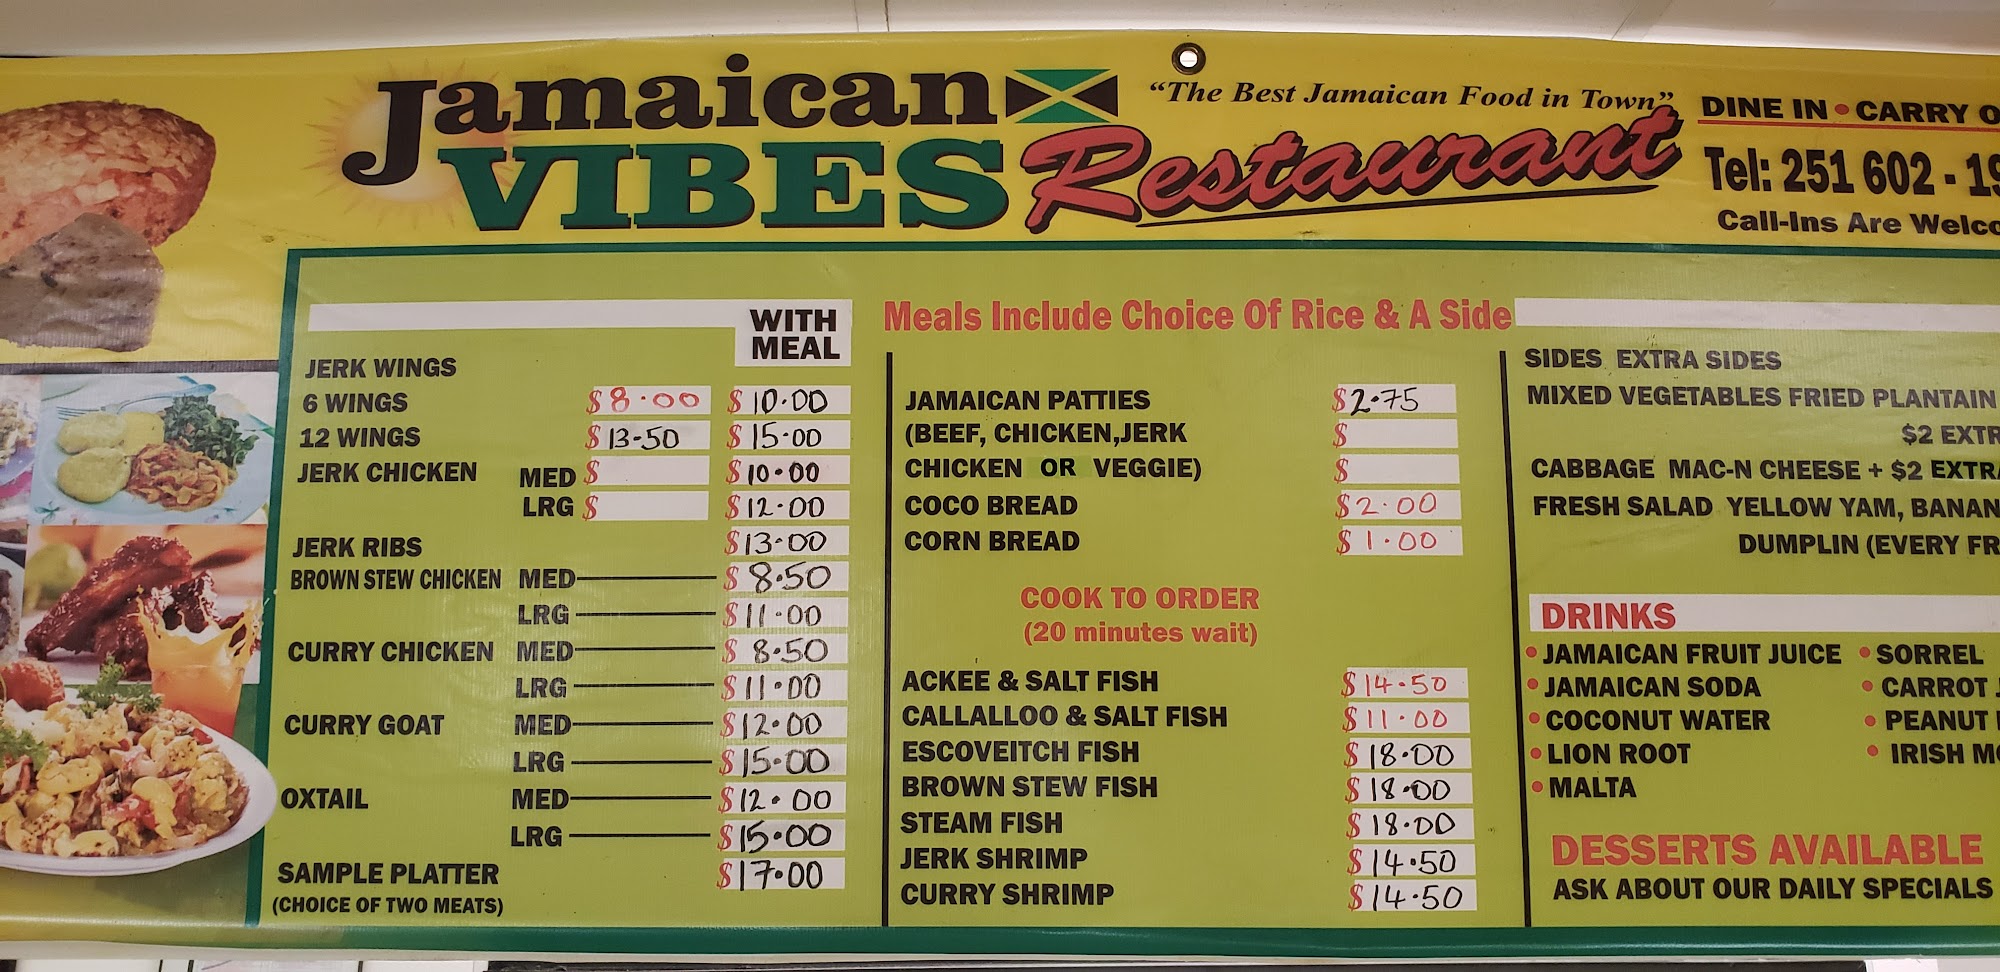 Jamaican
VIBES Restaurant
“The Best Jamaican Food in Town”
DINE IN • CARRY
Tel: 251 602 - 19
Call-Ins Are
WITH
MEAL
JERK WINGS
6 WINGS $ 8.00 $ 10.00
12 WINGS $ 13-50 $ 15.00
JERK CHICKEN MED $ $ 10.00
LRG $ $ 12.00
JERK RIBS $ 13.00
BROWN STEW CHICKEN MED $ 8.50
LRG $ 11.00
CURRY CHICKEN MED $ 8.50
LRG $ 11.00
CURRY GOAT MED $ 12.00
LRG $ 15.00
OXTAIL MED $ 12.00
LRG $ 15.00
SAMPLE PLATTER $ 17.00
(CHOICE OF TWO MEATS)
Meals Include Choice Of Rice & A Side
JAMAICAN PATTIES $ 2.75
(BEEF, CHICKEN,JERK $
CHICKEN OR VEGGIE) $
COCO BREAD $ 2.00
CORN BREAD $ 1.00
COOK TO ORDER
(20 minutes wait)
ACKEE & SALT FISH $ 14.50
CALLALLOO & SALT FISH $ 11.00
ESCOVEITCH FISH $ 18.00
BROWN STEW FISH $ 18.00
STEAM FISH $ 18.00
JERK SHRIMP $ 14.50
CURRY SHRIMP $ 14.50
SIDES EXTRA SIDES
MIXED VEGETABLES FRIED PLANTAIN
$2 EXTR
CABBAGE MAC-N CHEESE + $2 EXTR
FRESH SALAD YELLOW YAM, BANAN
DUMPLIN (EVERY FR
DRINKS
• JAMAICAN FRUIT JUICE • SORREL
• JAMAICAN SODA • CARROT
• COCONUT WATER • PEANUT
• LION ROOT • IRISH
• MALTA
DESSERTS AVAILABLE
ASK ABOUT OUR DAILY SPECIALS